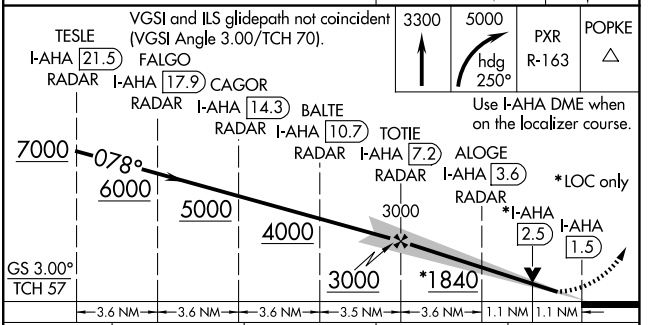 VGSI and ILS glidepath not coincident
(VGSI Angle 3.00/TCH 70).
3300
5000
hdg
250°
PXR
R-163
POPKE
Use I-AHA DME when
on the localizer course.
TESLE
I-AHA 21.5
RADAR
FALGO
I-AHA 17.9
RADAR
CAGOR
I-AHA 14.3
RADAR
BALTE
I-AHA 10.7
RADAR
TOTIE
I-AHA 7.2
RADAR
ALOGE
I-AHA 3.6
RADAR
*LOC only
*I-AHA
2.5
I-AHA
1.5
7000
078°
6000
5000
4000
3000
3000
*1840
GS 3.00°
TCH 57
3.6 NM
3.6 NM
3.6 NM
3.5 NM
3.6 NM
1.1 NM
1.1 NM